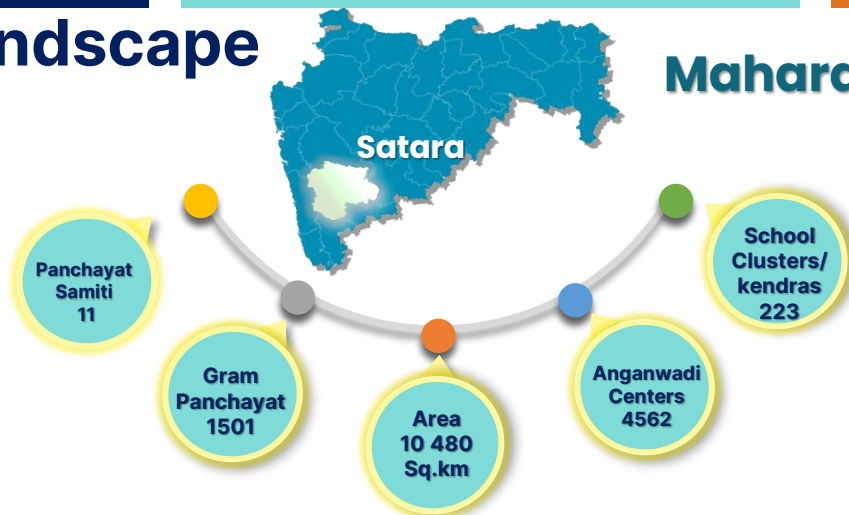 ndscape
Mahara
Satara
Panchayat
Samiti
11
Gram
Panchayat
1501
Area
10 480
Sq.km
Anganwadi
Centers
4562
School
Clusters/
kendras
223